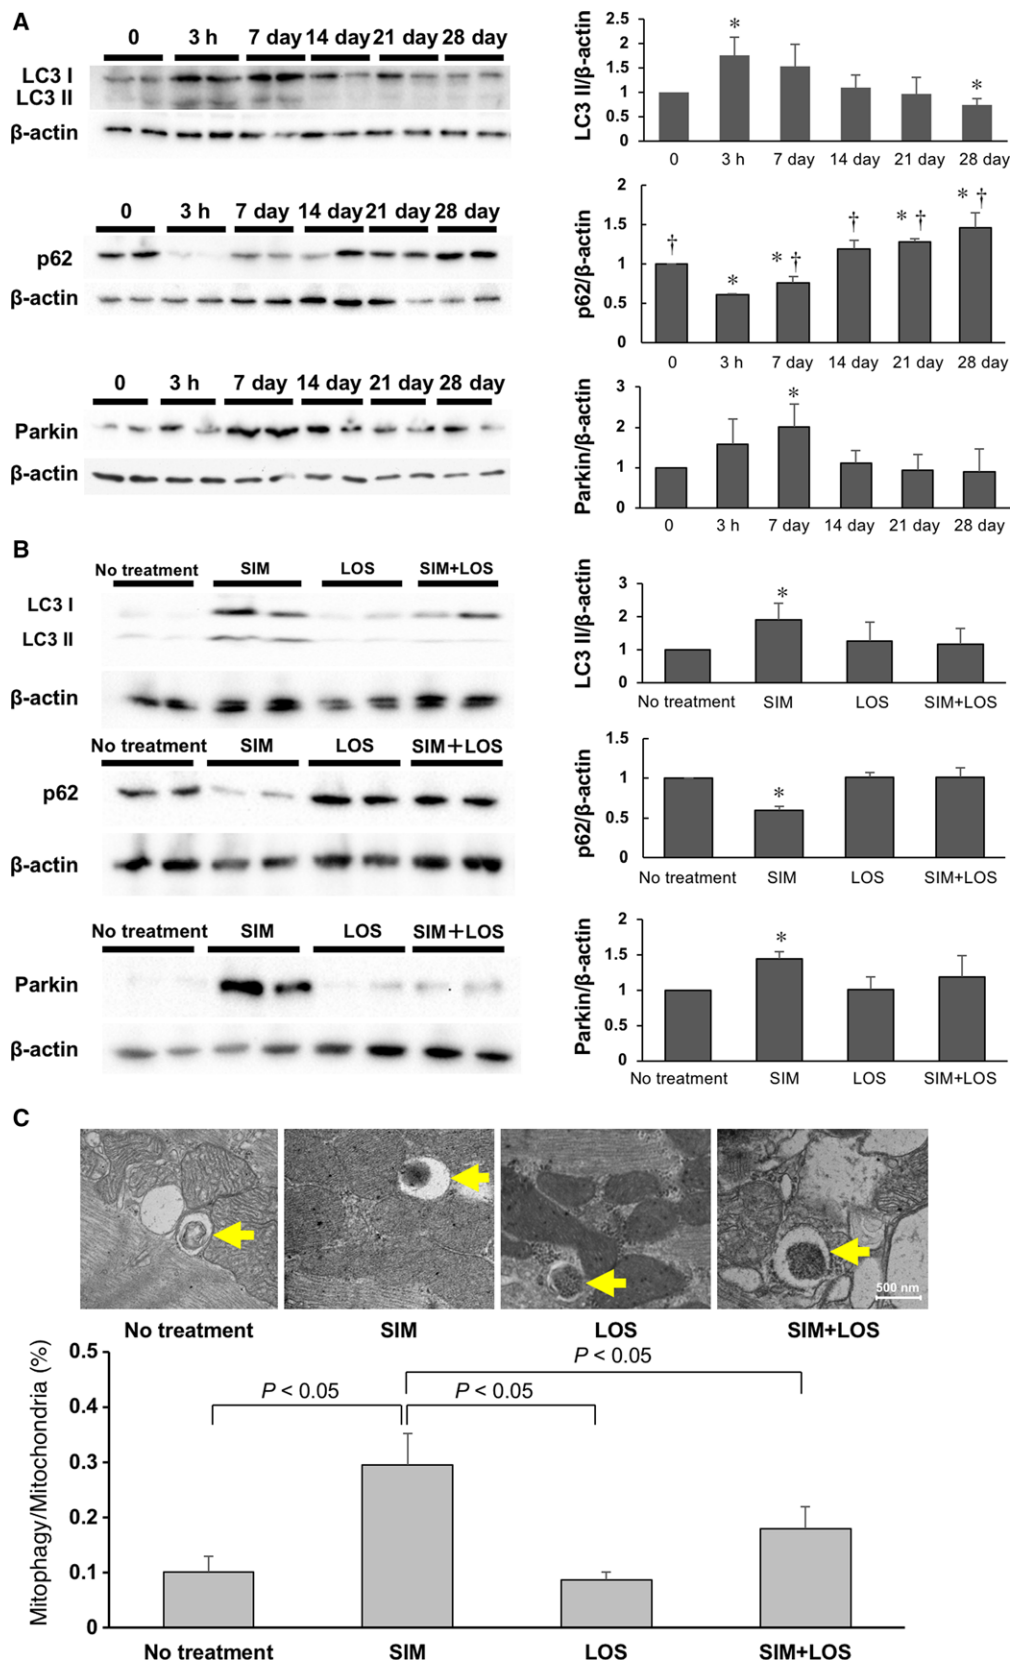 A
0 3 h 7 day 14 day 21 day 28 day
LC3 I
LC3 II
β-actin
LC3 II/β-actin
2.5
2
1.5
1
0.5
0
*
*
0 3 h 7 day 14 day 21 day 28 day
0 3 h 7 day 14 day 21 day 28 day
p62
β-actin
p62/β-actin
2
1.5
1
0.5
0
† * * † † * † * †
0 3 h 7 day 14 day 21 day 28 day
0 3 h 7 day 14 day 21 day 28 day
Parkin
β-actin
Parkin/β-actin
3
2
1
0
*
0 3 h 7 day 14 day 21 day 28 day
B
No treatment SIM LOS SIM+LOS
LC3 I
LC3 II
β-actin
LC3 II/β-actin
3
2
1
0
*
No treatment SIM LOS SIM+LOS
No treatment SIM LOS SIM+LOS
p62
β-actin
p62/β-actin
1.5
1
0.5
0
*
No treatment SIM LOS SIM+LOS
No treatment SIM LOS SIM+LOS
Parkin
β-actin
Parkin/β-actin
2
1.5
1
0.5
0
*
No treatment SIM LOS SIM+LOS
C
500 nm
No treatment SIM LOS SIM+LOS
Mitophagy/Mitochondria (%)
0.5
0.4
0.3
0.2
0.1
0
P < 0.05
P < 0.05
P < 0.05
No treatment SIM LOS SIM+LOS